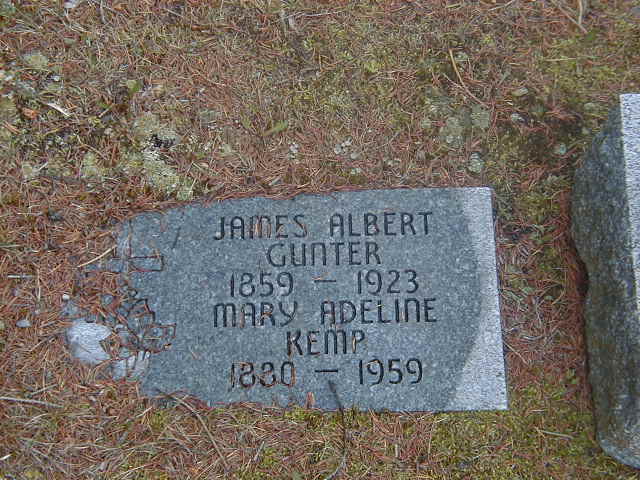 JAMES ALBERT
GUNTER
1859 — 1923
MARY ADELINE
KEMP
1880 — 1959